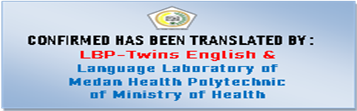 CONFIRMED HAS BEEN TRANSLATED BY :
LBP-Twins English &
Language Laboratory of
Medan Health Polytechnic
of Ministry of Health